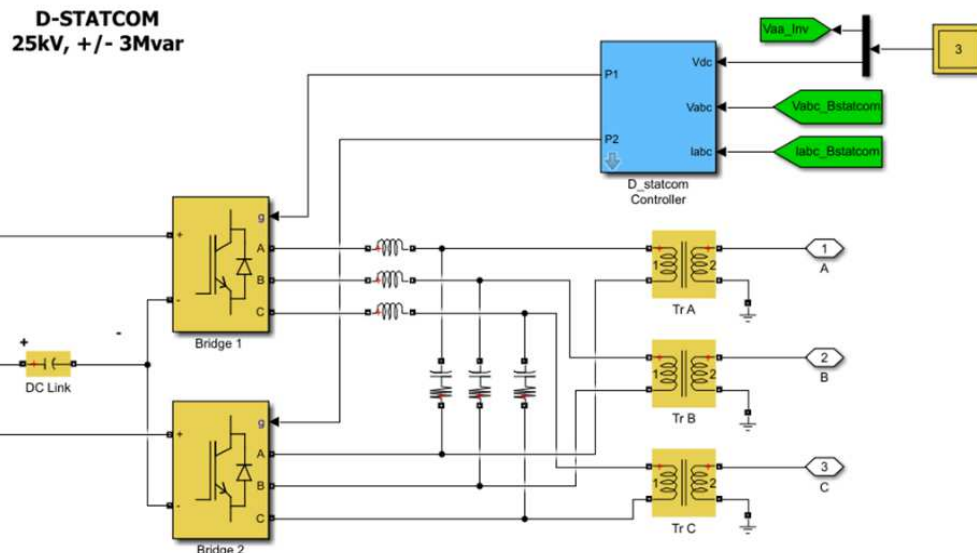 D-STATCOM
25kV, +/- 3Mvar
Vaa_Inv
3
Vdc
P1
Vabc
Vabc_Bstatcom
P2
Iabc
Iabc_Bstatcom
D_statcom
Controller
g
+
A
B
C
-
Bridge 1
1
2
Tr A
1
A
+
-
+
DC Link
1
2
Tr B
2
B
g
+
A
B
-
C
Bridge 2
1
2
Tr C
3
C